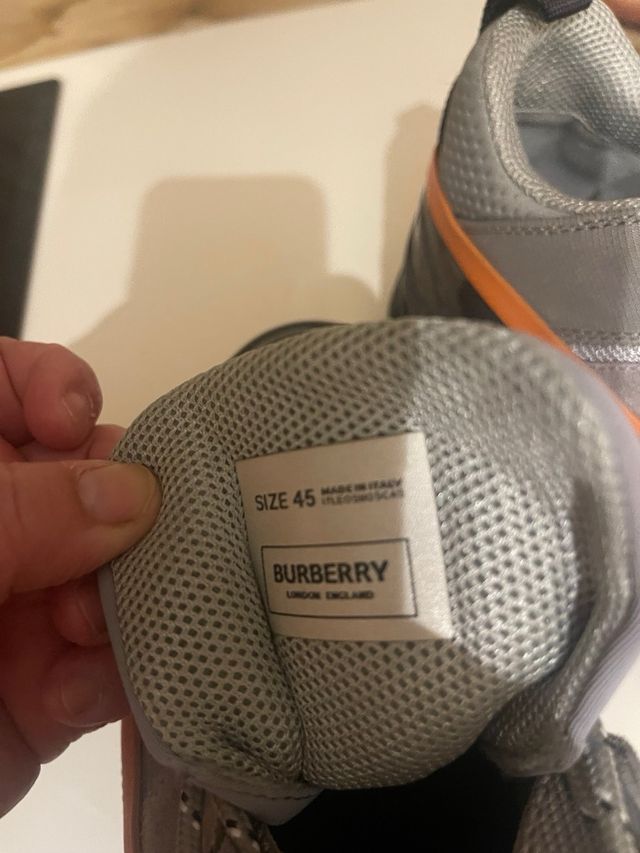 SIZE 45 MADE IN ITALY
BURBERRY
LONDON ENGLAND